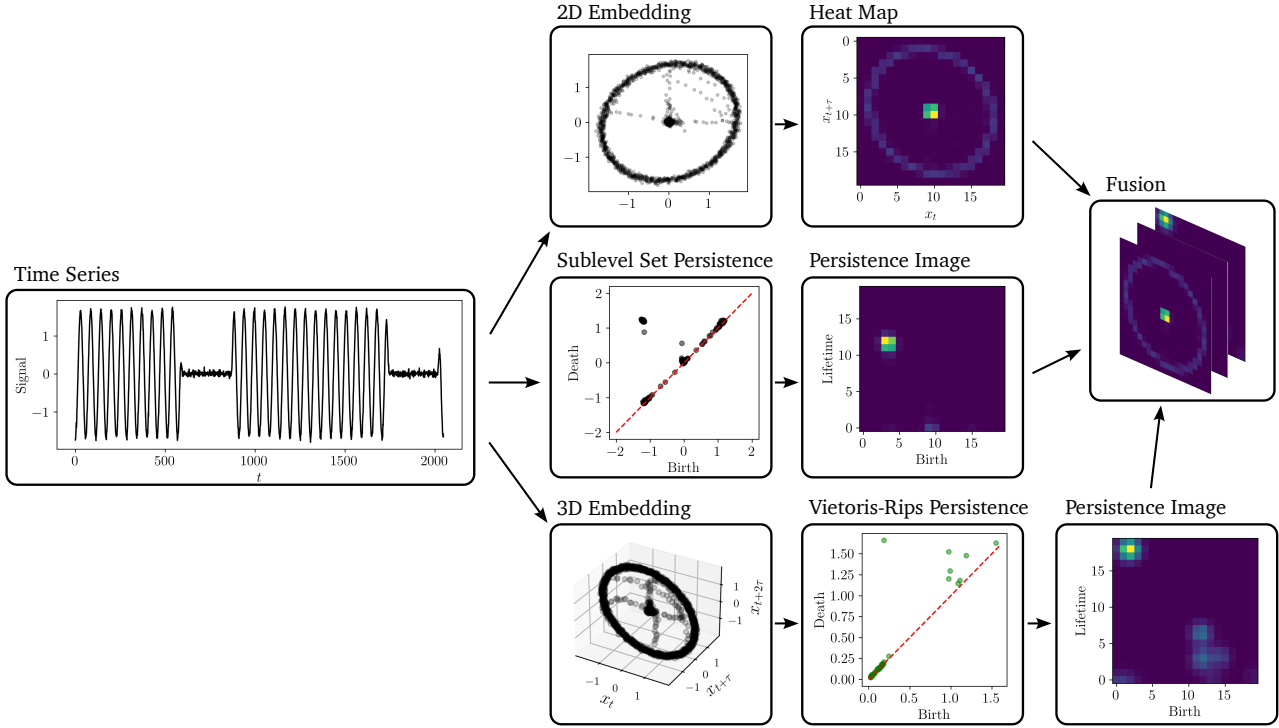 2D Embedding
1
0
−1
−1 0 1
Heat Map
0
5
10
15
x_{t+τ}
0 5 10 15
x_t
Fusion
Time Series
1
0
−1
Signal
0 500 1000 1500 2000
t
Sublevel Set Persistence
2
1
0
−1
−2
Death
−2 −1 0 1 2
Birth
Persistence Image
15
10
5
0
Lifetime
0 5 10 15
Birth
3D Embedding
1
0
−1
x_{t+2τ}
−1 0 1
x_t
−1 0 1
x_{t+τ}
Vietoris-Rips Persistence
1.50
1.25
1.00
0.75
0.50
0.25
0.00
Death
0.0 0.5 1.0 1.5
Birth
Persistence Image
15
10
5
0
Lifetime
0 5 10 15
Birth